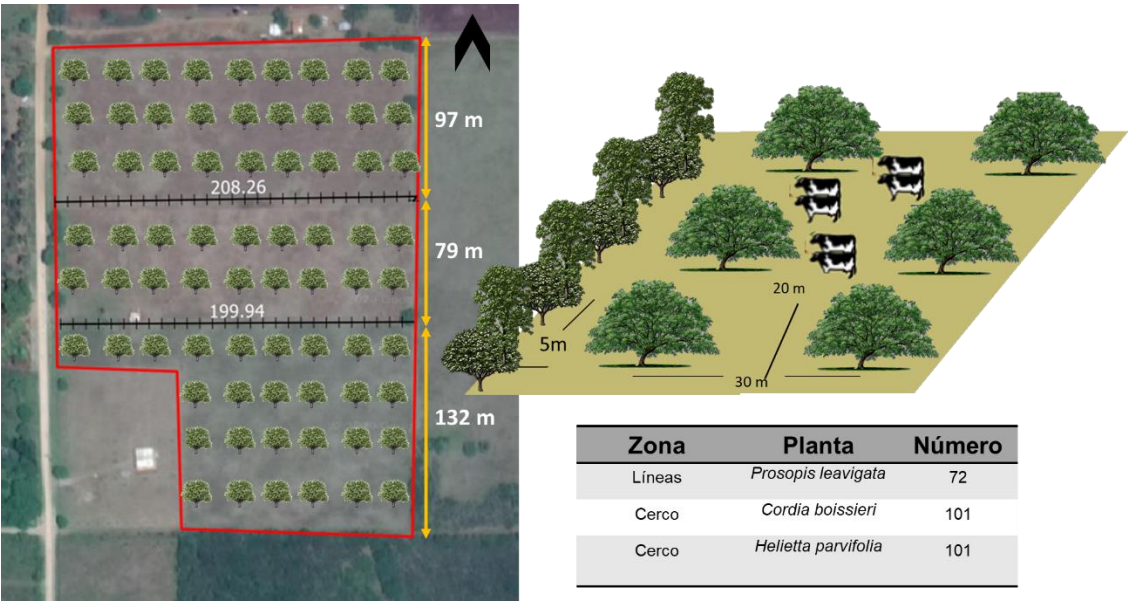 97 m
208.26
79 m
199.94
132 m
5m
20 m
30 m
Zona Planta Número
Líneas Prosopis leavigata 72
Cerco Cordia boissieri 101
Cerco Helietta parvifolia 101